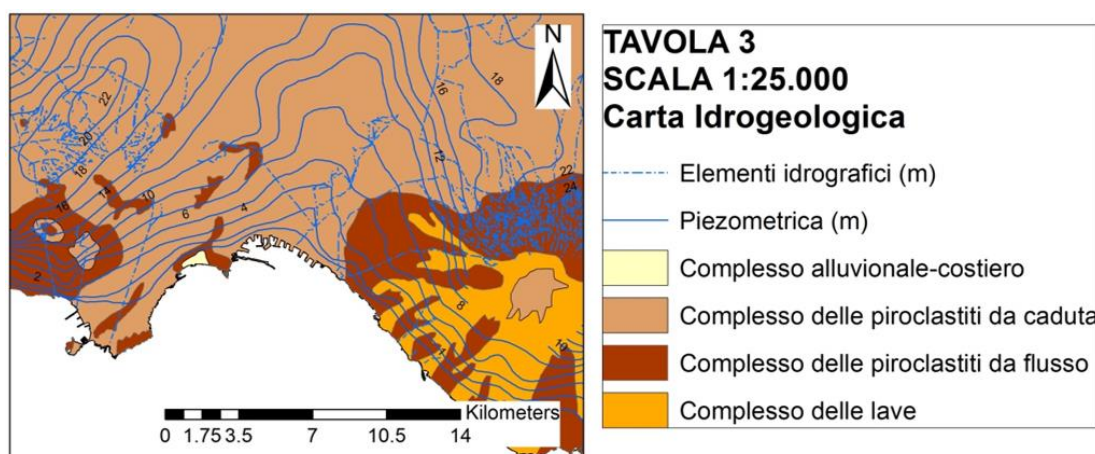 N
22
20
18
16
14
10
6
4
2
16
18
12
22
24
8
10
Kilometers
0 1.75 3.5 7 10.5 14
TAVOLA 3
SCALA 1:25.000
Carta Idrogeologica
Elementi idrografici (m)
Piezometrica (m)
Complesso alluvionale-costiero
Complesso delle piroclastiti da caduta
Complesso delle piroclastiti da flusso
Complesso delle lave